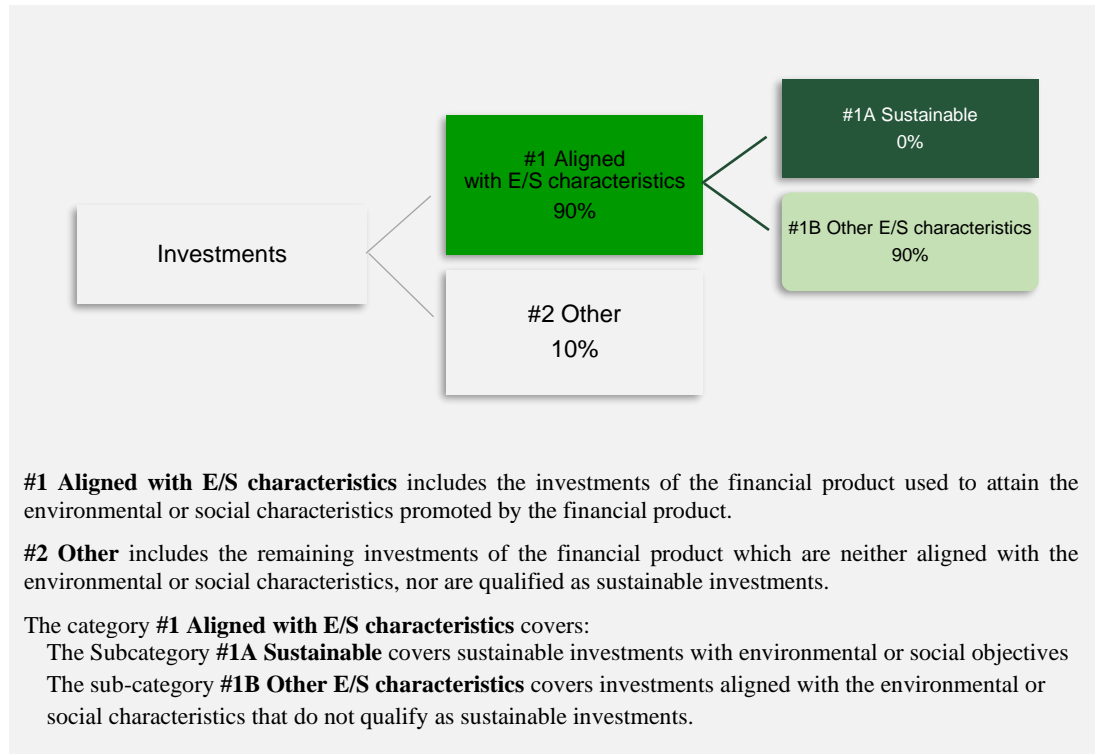 #1A Sustainable
0%
#1 Aligned
with E/S characteristics
90%
#1B Other E/S characteristics
90%
Investments
#2 Other
10%
#1 Aligned with E/S characteristics includes the investments of the financial product used to attain the
environmental or social characteristics promoted by the financial product.
#2 Other includes the remaining investments of the financial product which are neither aligned with the
environmental or social characteristics, nor are qualified as sustainable investments.
The category #1 Aligned with E/S characteristics covers:
The Subcategory #1A Sustainable covers sustainable investments with environmental or social objectives
The sub-category #1B Other E/S characteristics covers investments aligned with the environmental or
social characteristics that do not qualify as sustainable investments.